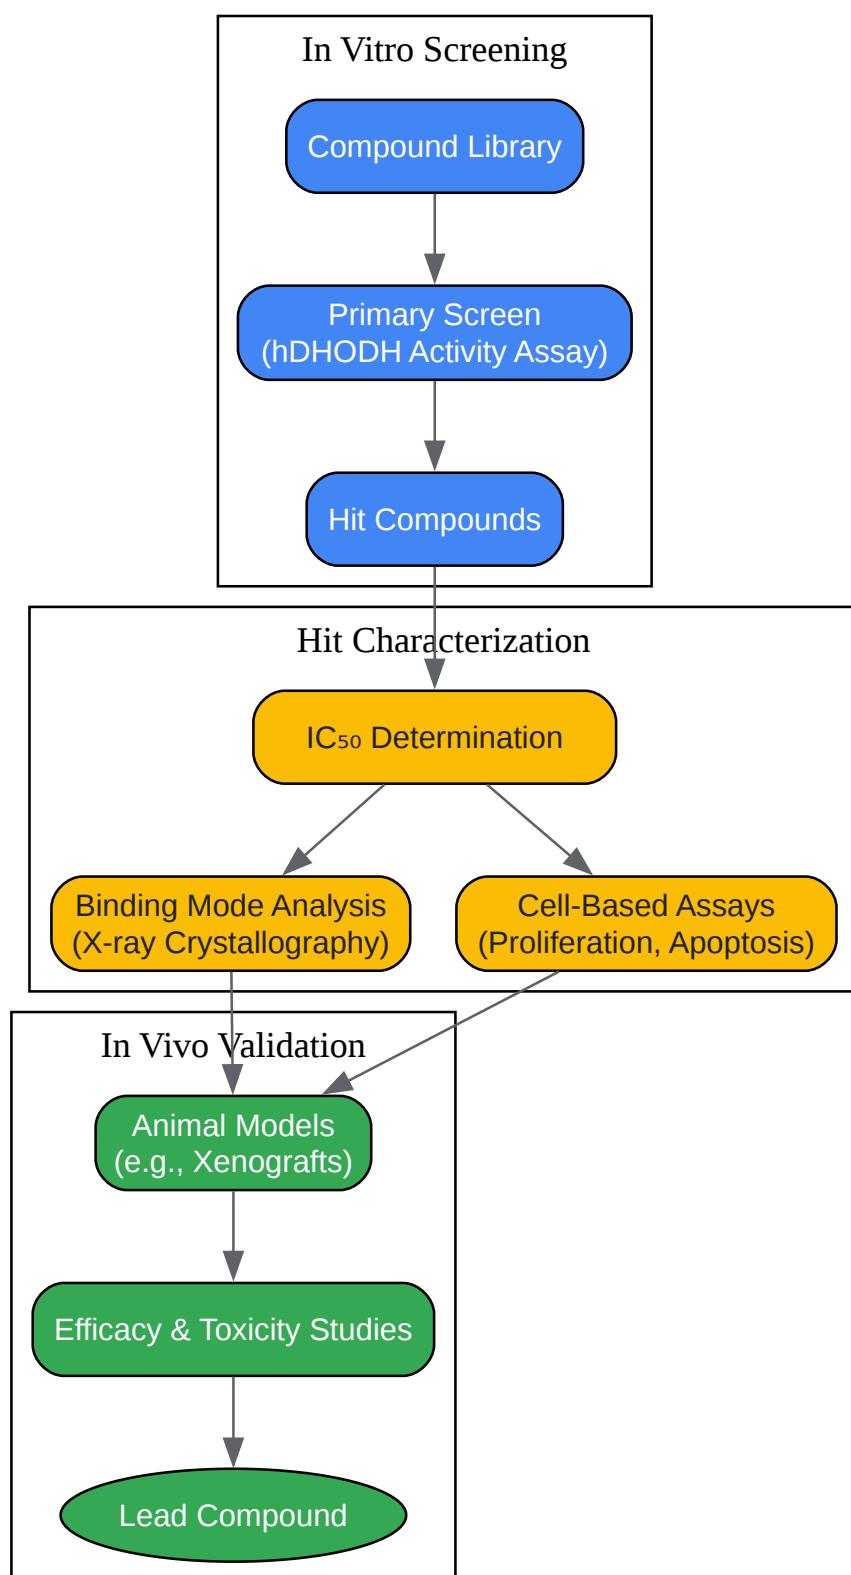 In Vitro Screening
Compound Library
Primary Screen
(hDHODH Activity Assay)
Hit Compounds
Hit Characterization
IC₅₀ Determination
Binding Mode Analysis
(X-ray Crystallography)
Cell-Based Assays
(Proliferation, Apoptosis)
In Vivo Validation
Animal Models
(e.g., Xenografts)
Efficacy & Toxicity Studies
Lead Compound